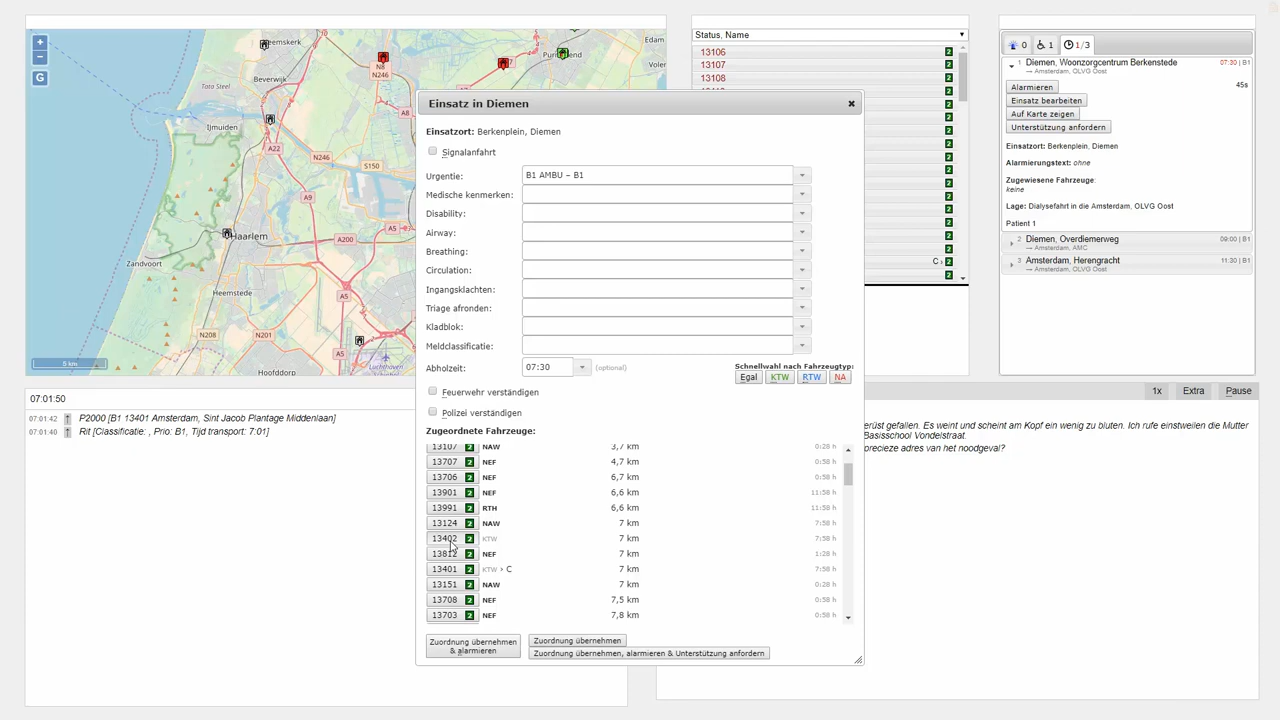 +
−
G
Heemskerk
Beverwijk
Tata Steel
IJmuiden
A22
N246
S150
A9
A200
Haarlem
Zandvoort
Heemstede
A5
N208
N201
Hoofddorp
5 km
N8
N246
A8
A7
Edam
Status, Name
13106 2
13107 2
13108 2
C › 2
0 1 1/3
1 Diemen, Woonzorgcentrum Berkenstede 07:30 | B1
→ Amsterdam, OLVG Oost
Alarmieren 45s
Einsatz bearbeiten
Auf Karte zeigen
Unterstützung anfordern
Einsatzort: Berkenplein, Diemen
Alarmierungstext: ohne
Zugewiesene Fahrzeuge:
keine
Lage: Dialysefahrt in die Amsterdam, OLVG Oost
Patient 1
2 Diemen, Overdiemerweg 09:00 | B1
→ Amsterdam, AMC
3 Amsterdam, Herengracht 11:30 | B1
→ Amsterdam, OLVG Oost
Einsatz in Diemen
Einsatzort: Berkenplein, Diemen
Signalanfahrt
Urgentie: B1 AMBU – B1
Medische kenmerken:
Disability:
Airway:
Breathing:
Circulation:
Ingangsklachten:
Triage afronden:
Kladblok:
Meldclassificatie:
Abholzeit: 07:30 (optional)
Schnellwahl nach Fahrzeugtyp:
Egal KTW RTW NA
Feuerwehr verständigen
Polizei verständigen
Zugeordnete Fahrzeuge:
13107 2 NAW 3,7 km 0:28 h
13707 2 NEF 4,7 km 0:58 h
13706 2 NEF 6,7 km 0:58 h
13901 2 NEF 6,6 km 11:58 h
13991 2 RTH 6,6 km 11:58 h
13124 2 NAW 7 km 7:58 h
13402 2 KTW 7 km 7:58 h
13812 2 NEF 7 km 1:28 h
13401 2 KTW › C 7 km 7:58 h
13151 2 NAW 7 km 0:28 h
13708 2 NEF 7,5 km 0:58 h
13703 2 NEF 7,8 km 0:58 h
Zuordnung übernehmen
& alarmieren
Zuordnung übernehmen
Zuordnung übernehmen, alarmieren & Unterstützung anfordern
07:01:50
07:01:42 P2000 [B1 13401 Amsterdam, Sint Jacob Plantage Middenlaan]
07:01:40 Rit [Classificatie: , Prio: B1, Tijd transport: 7:01]
1x Extra Pause
erüst gefallen. Es weint und scheint am Kopf ein wenig zu bluten. Ich rufe einstweilen die Mutter
Basisschool Vondelstraat.
precieze adres van het noodgeval?